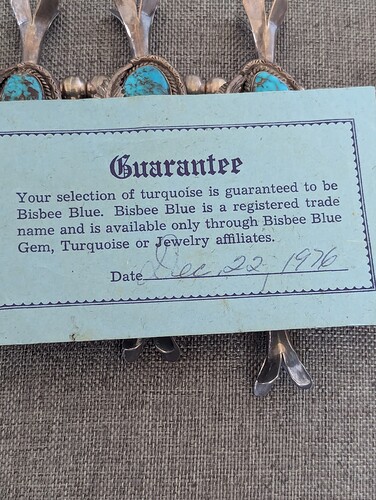 Guarantee
Your selection of turquoise is guaranteed to be
Bisbee Blue. Bisbee Blue is a registered trade
name and is available only through Bisbee Blue
Gem, Turquoise or Jewelry affiliates.
Date Dec. 22, 1976